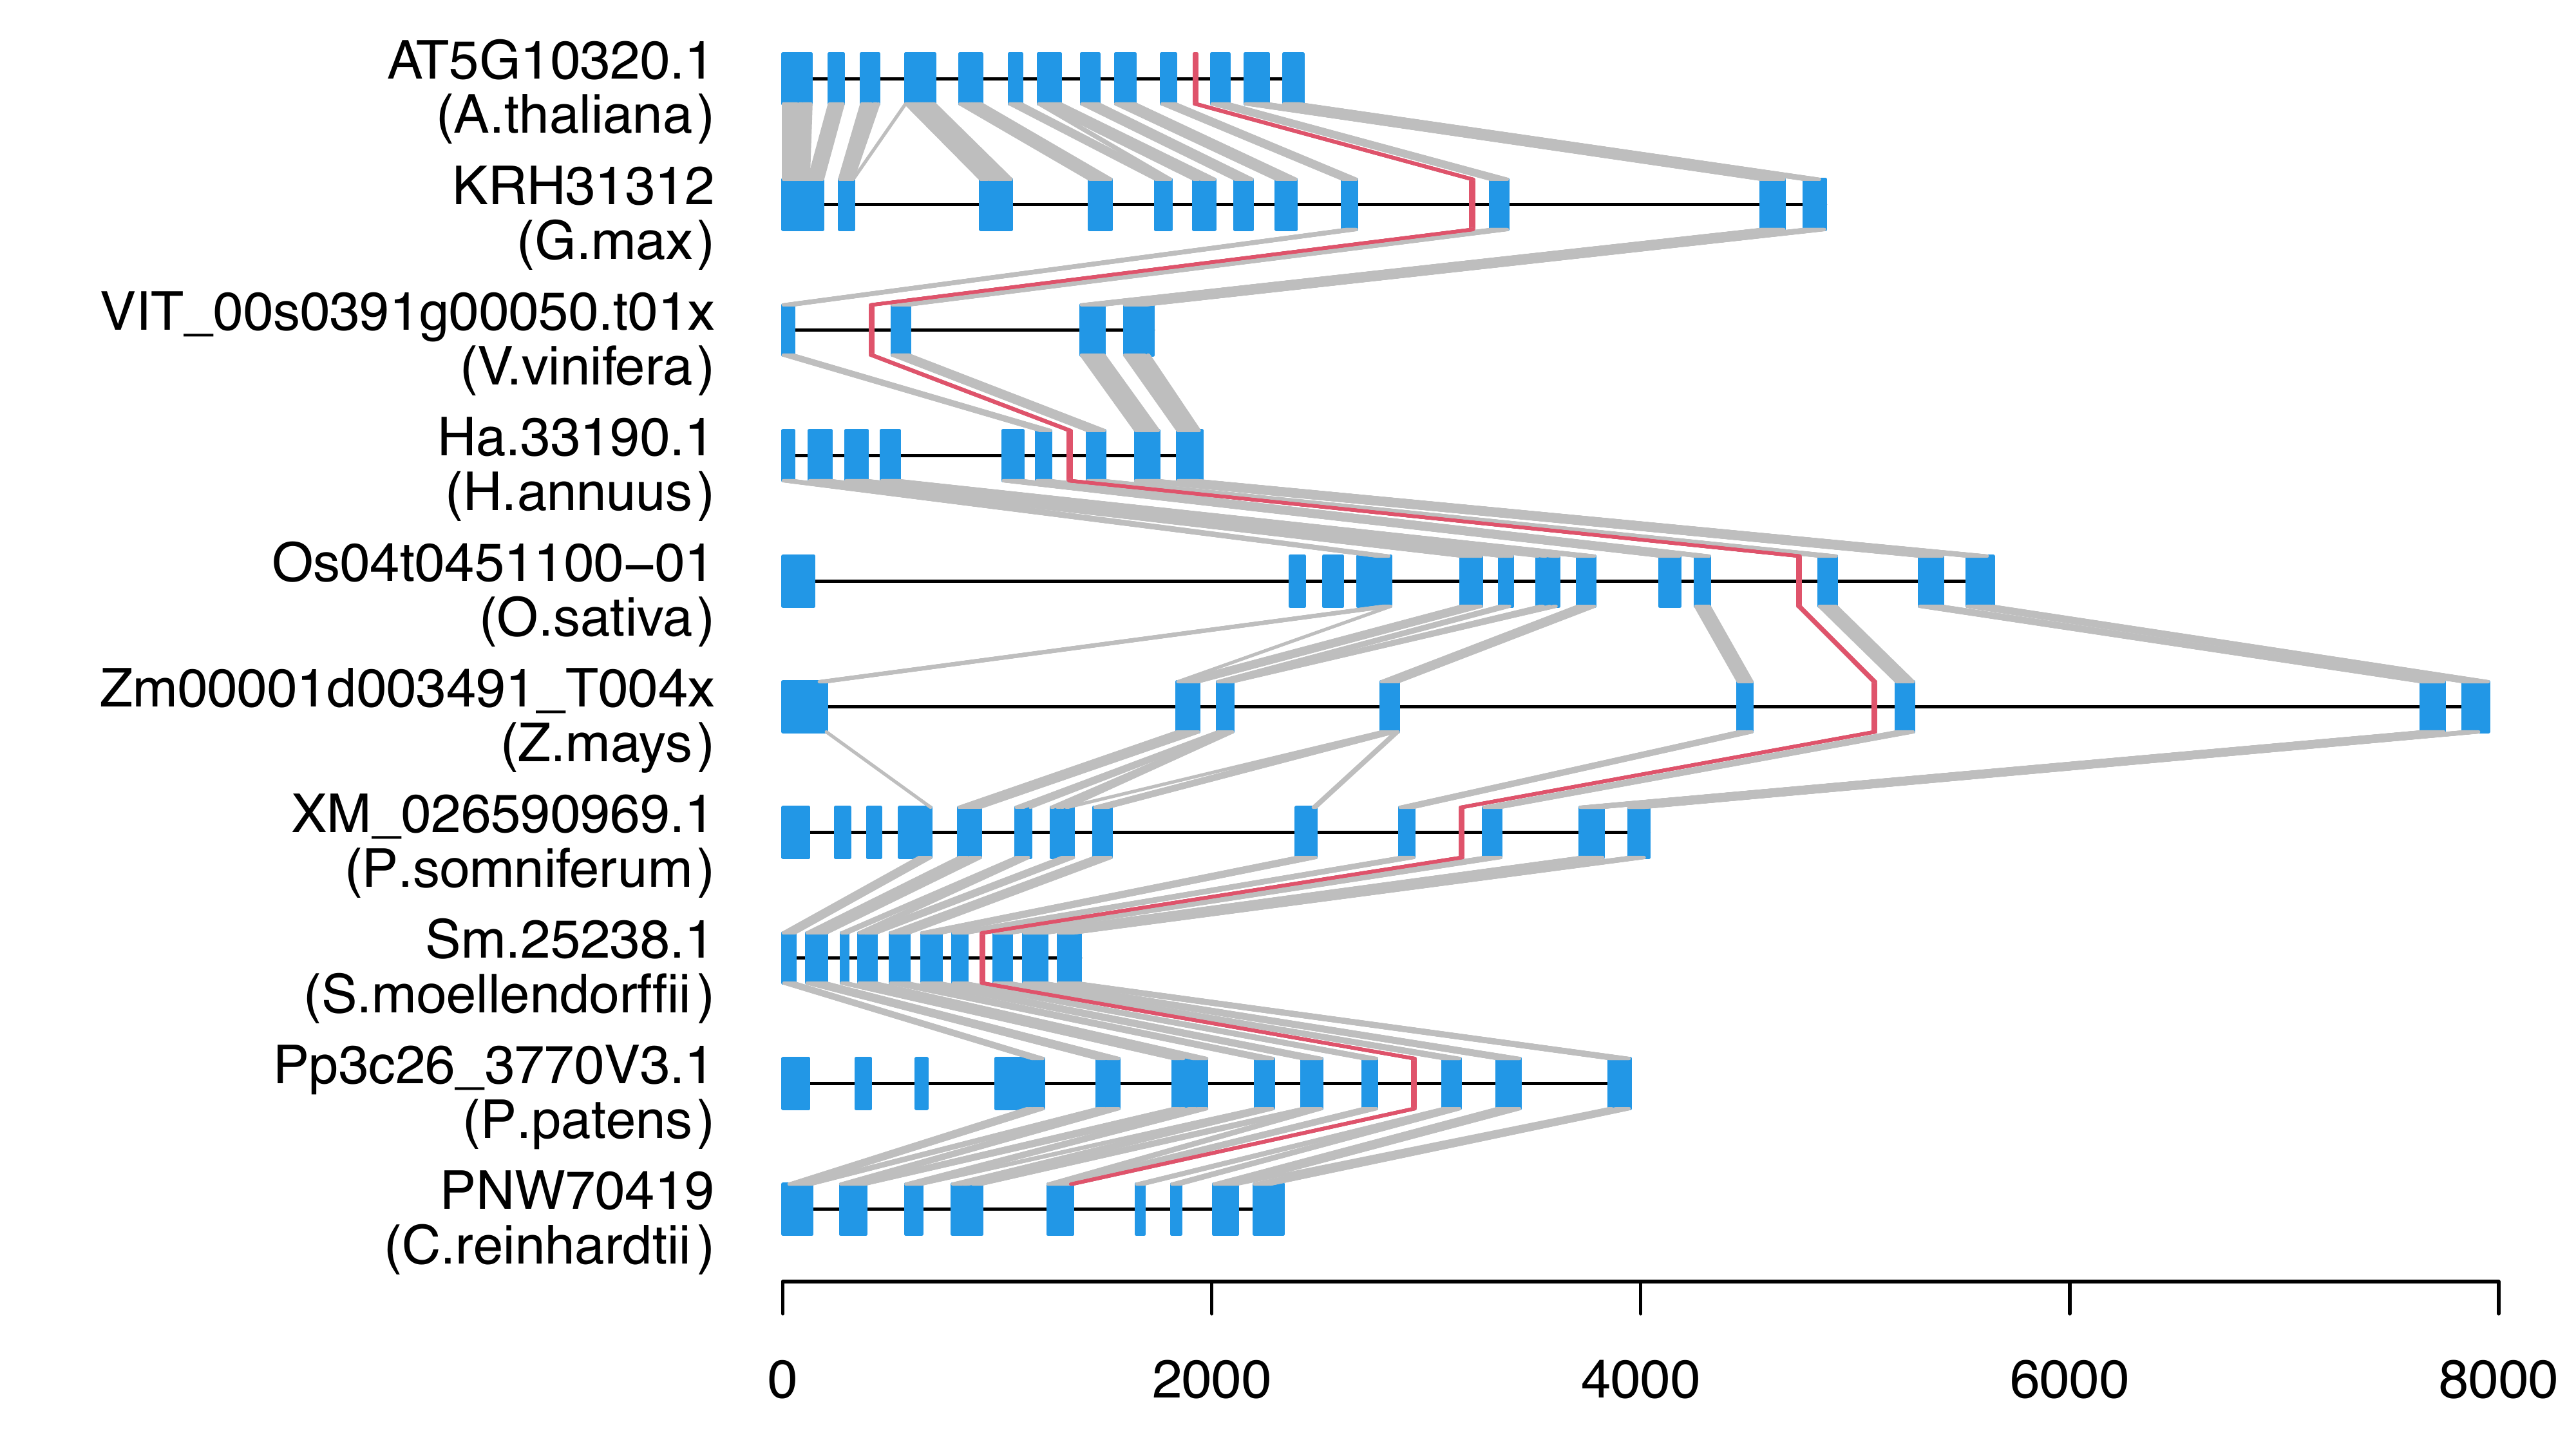 AT5G10320.1
(A.thaliana)
KRH31312
(G.max)
VIT_00s0391g00050.t01x
(V.vinifera)
Ha.33190.1
(H.annuus)
Os04t0451100−01
(O.sativa)
Zm00001d003491_T004x
(Z.mays)
XM_026590969.1
(P.somniferum)
Sm.25238.1
(S.moellendorffii)
Pp3c26_3770V3.1
(P.patens)
PNW70419
(C.reinhardtii)
0 2000 4000 6000 8000